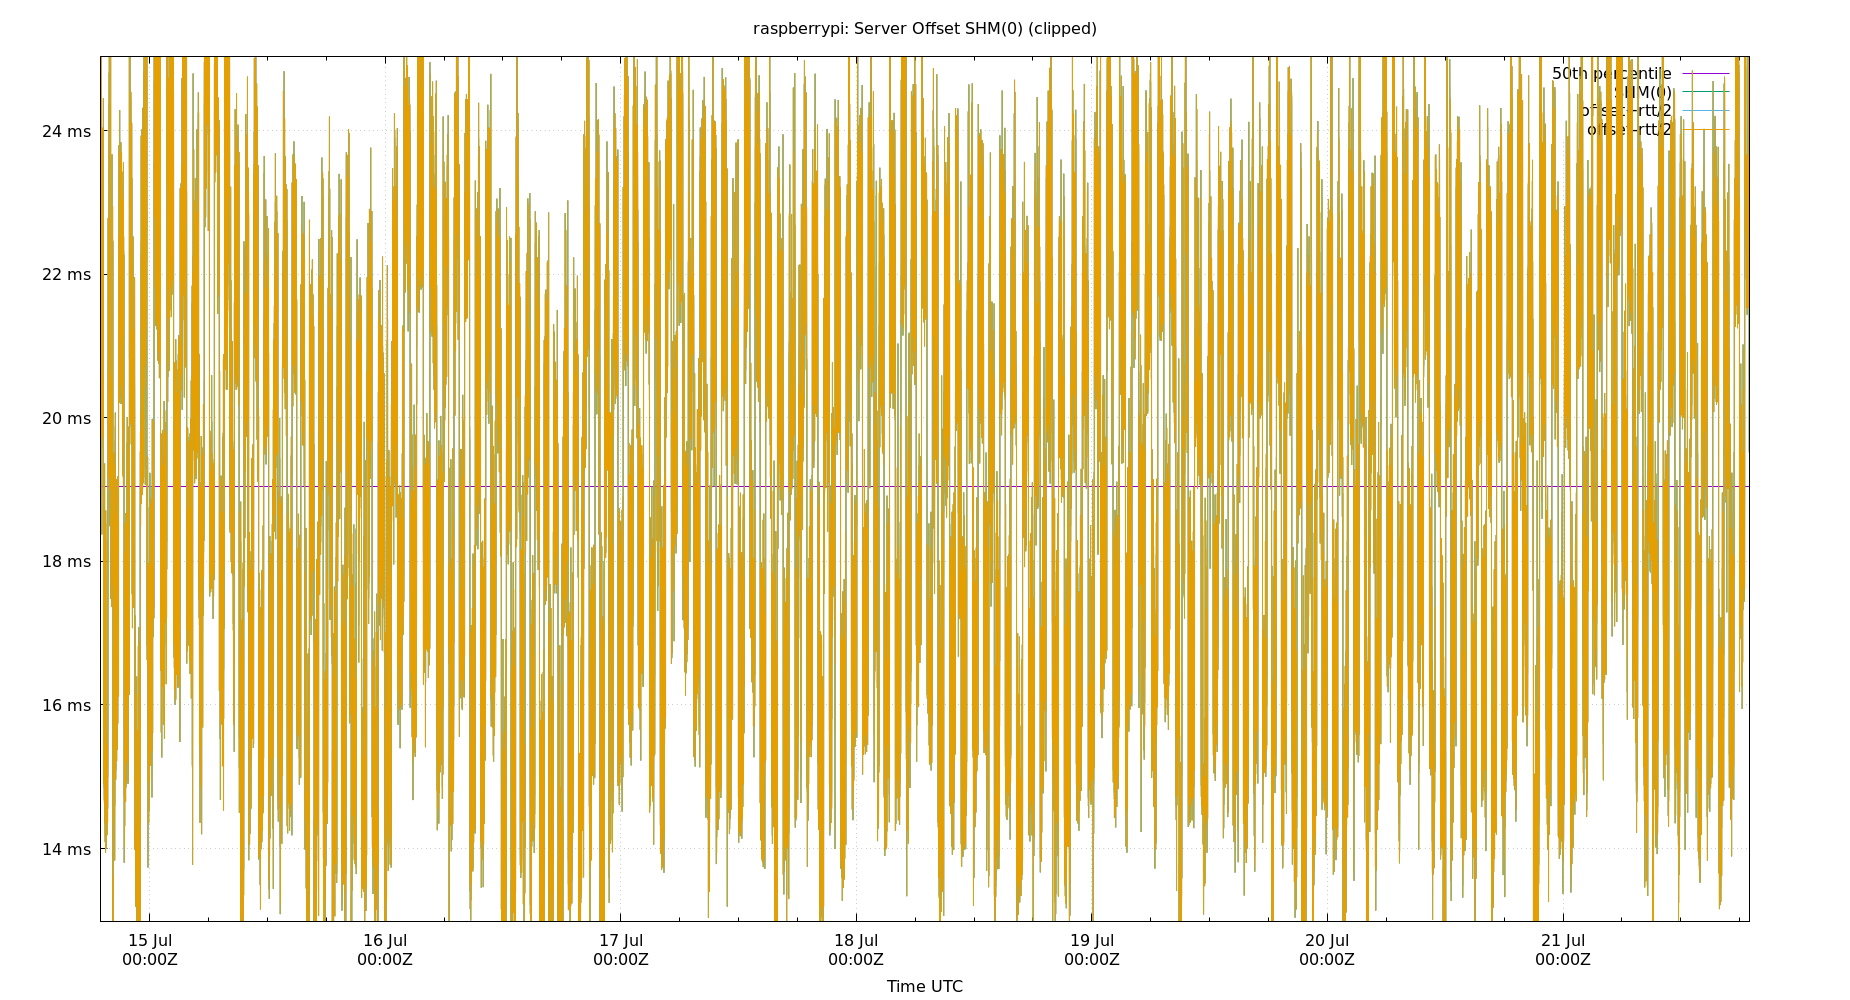 raspberrypi: Server Offset SHM(0) (clipped)
50th percentile
SHM(0)
offset+rtt/2
offset-rtt/2
24 ms
22 ms
20 ms
18 ms
16 ms
14 ms
15 Jul 16 Jul 17 Jul 18 Jul 19 Jul 20 Jul 21 Jul
00:00Z 00:00Z 00:00Z 00:00Z 00:00Z 00:00Z 00:00Z
Time UTC